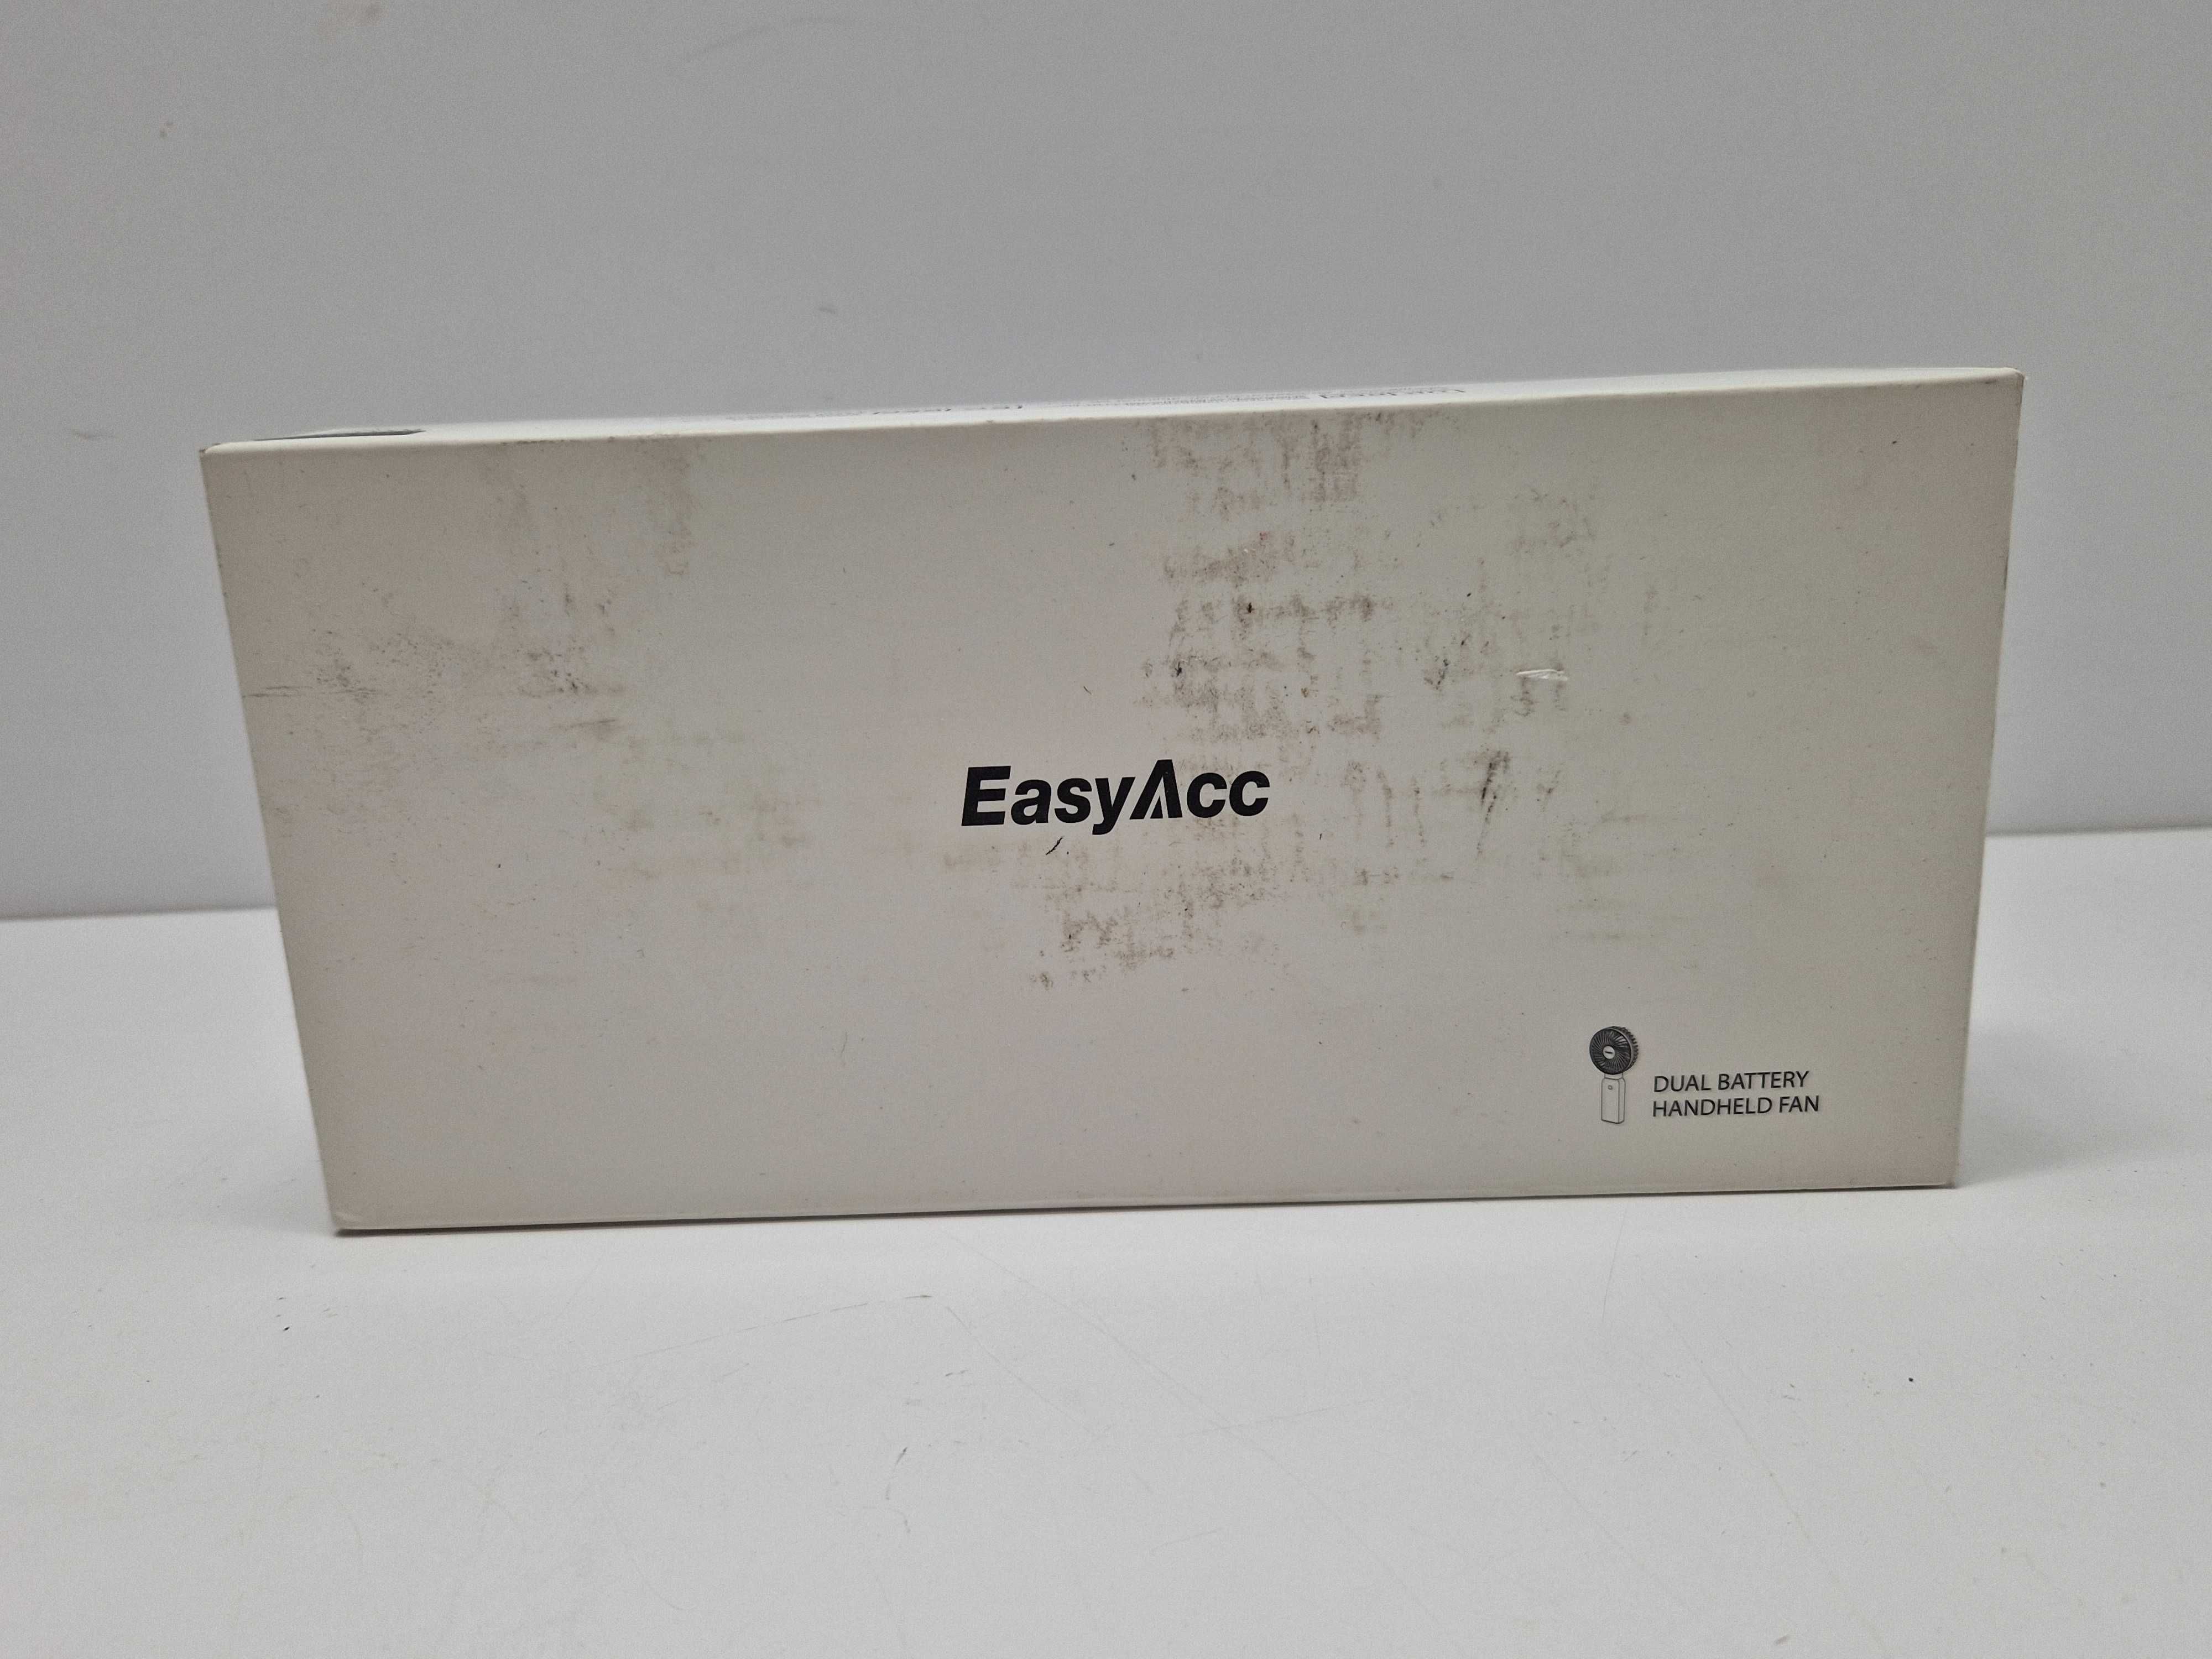 EasyAcc
DUAL BATTERY
HANDHELD FAN